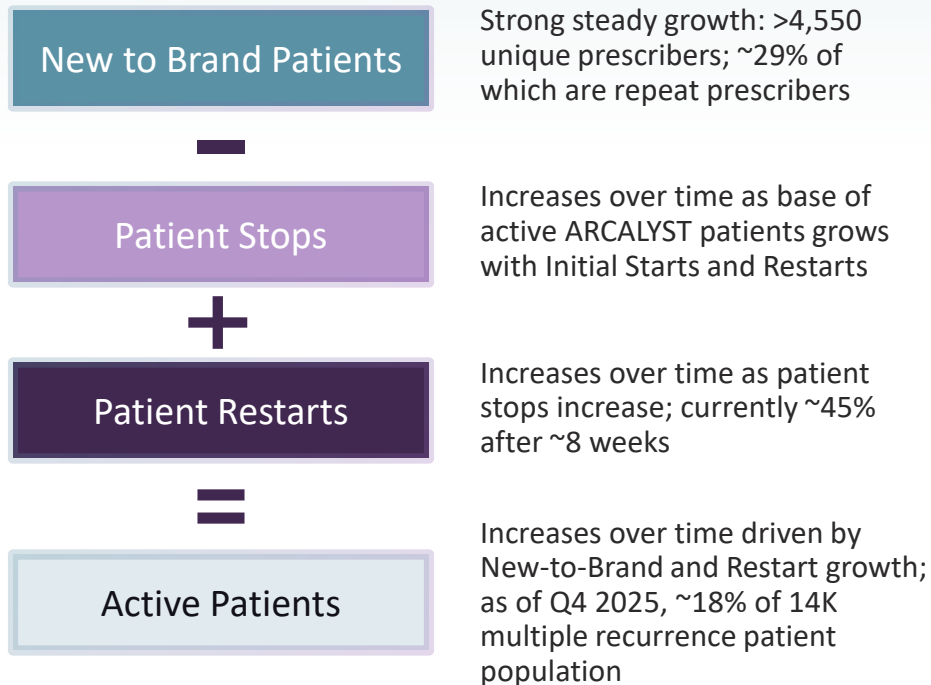 New to Brand Patients
Strong steady growth: >4,550
unique prescribers; ~29% of
which are repeat prescribers
-
Patient Stops
Increases over time as base of
active ARCALYST patients grows
with Initial Starts and Restarts
+
Patient Restarts
Increases over time as patient
stops increase; currently ~45%
after ~8 weeks
=
Active Patients
Increases over time driven by
New-to-Brand and Restart growth;
as of Q4 2025, ~18% of 14K
multiple recurrence patient
population